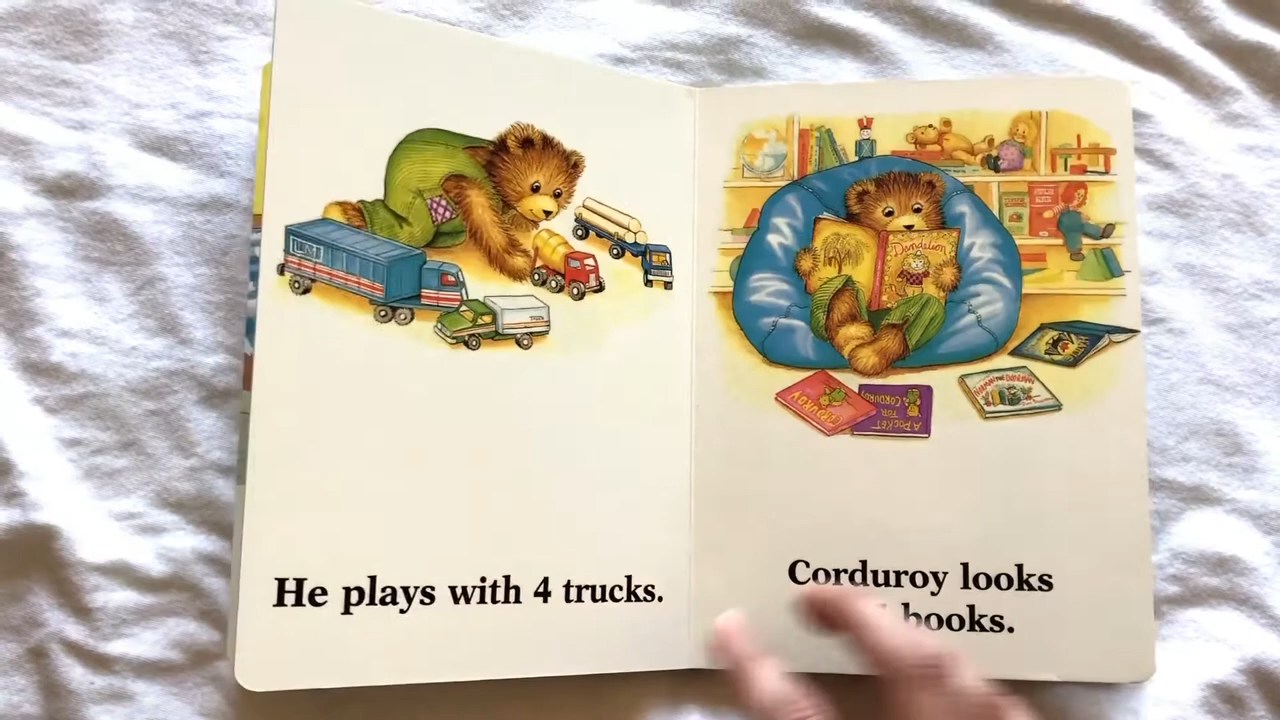 He plays with 4 trucks.
Dandelion
CORDUROY
A POCKET
FOR
CORDUROY
Corduroy looks
books.